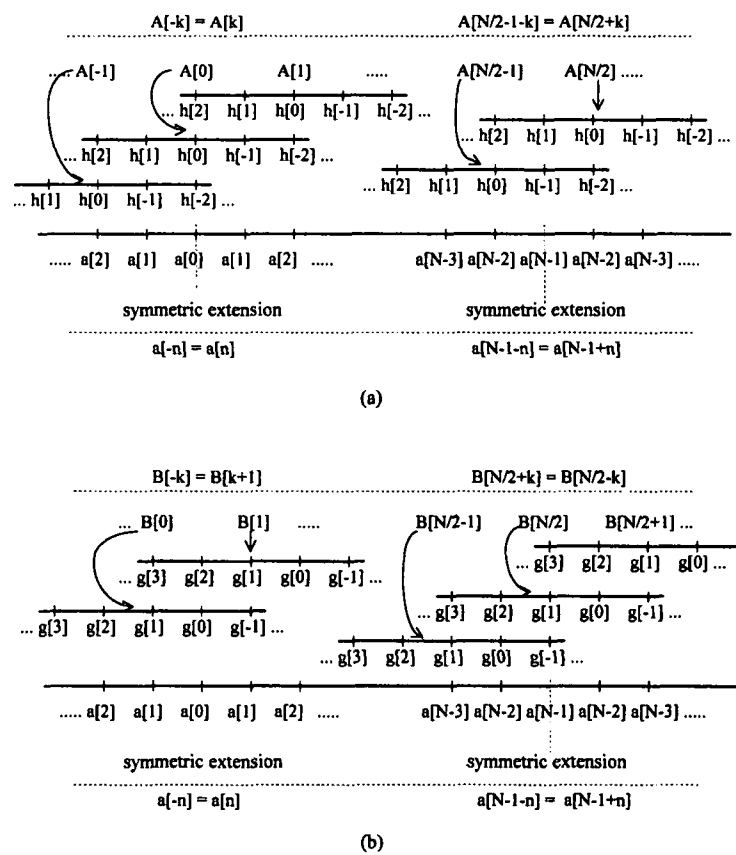 A[-k] = A[k] A[N/2-1-k] = A[N/2+k]
..... A[-1] A[0] A[1] ..... A[N/2-1] A[N/2] .....
... h[2] h[1] h[0] h[-1] h[-2] ...
... h[2] h[1] h[0] h[-1] h[-2] ...
... h[2] h[1] h[0] h[-1] h[-2] ...
... h[2] h[1] h[0] h[-1] h[-2] ...
... h[1] h[0] h[-1] h[-2] ...
..... a[2] a[1] a[0] a[1] a[2] ..... a[N-3] a[N-2] a[N-1] a[N-2] a[N-3] .....
symmetric extension symmetric extension
a[-n] = a[n] a[N-1-n] = a[N-1+n]
(a)
B[-k] = B[k+1] B[N/2+k] = B[N/2-k]
... B[0] B[1] ..... B[N/2-1] B[N/2] B[N/2+1] ...
... g[3] g[2] g[1] g[0] ...
... g[3] g[2] g[1] g[0] g[-1] ...
... g[3] g[2] g[1] g[0] g[-1] ...
... g[3] g[2] g[1] g[0] g[-1] ...
... g[3] g[2] g[1] g[0] g[-1] ...
..... a[2] a[1] a[0] a[1] a[2] ..... a[N-3] a[N-2] a[N-1] a[N-2] a[N-3] .....
symmetric extension symmetric extension
a[-n] = a[n] a[N-1-n] = a[N-1+n]
(b)